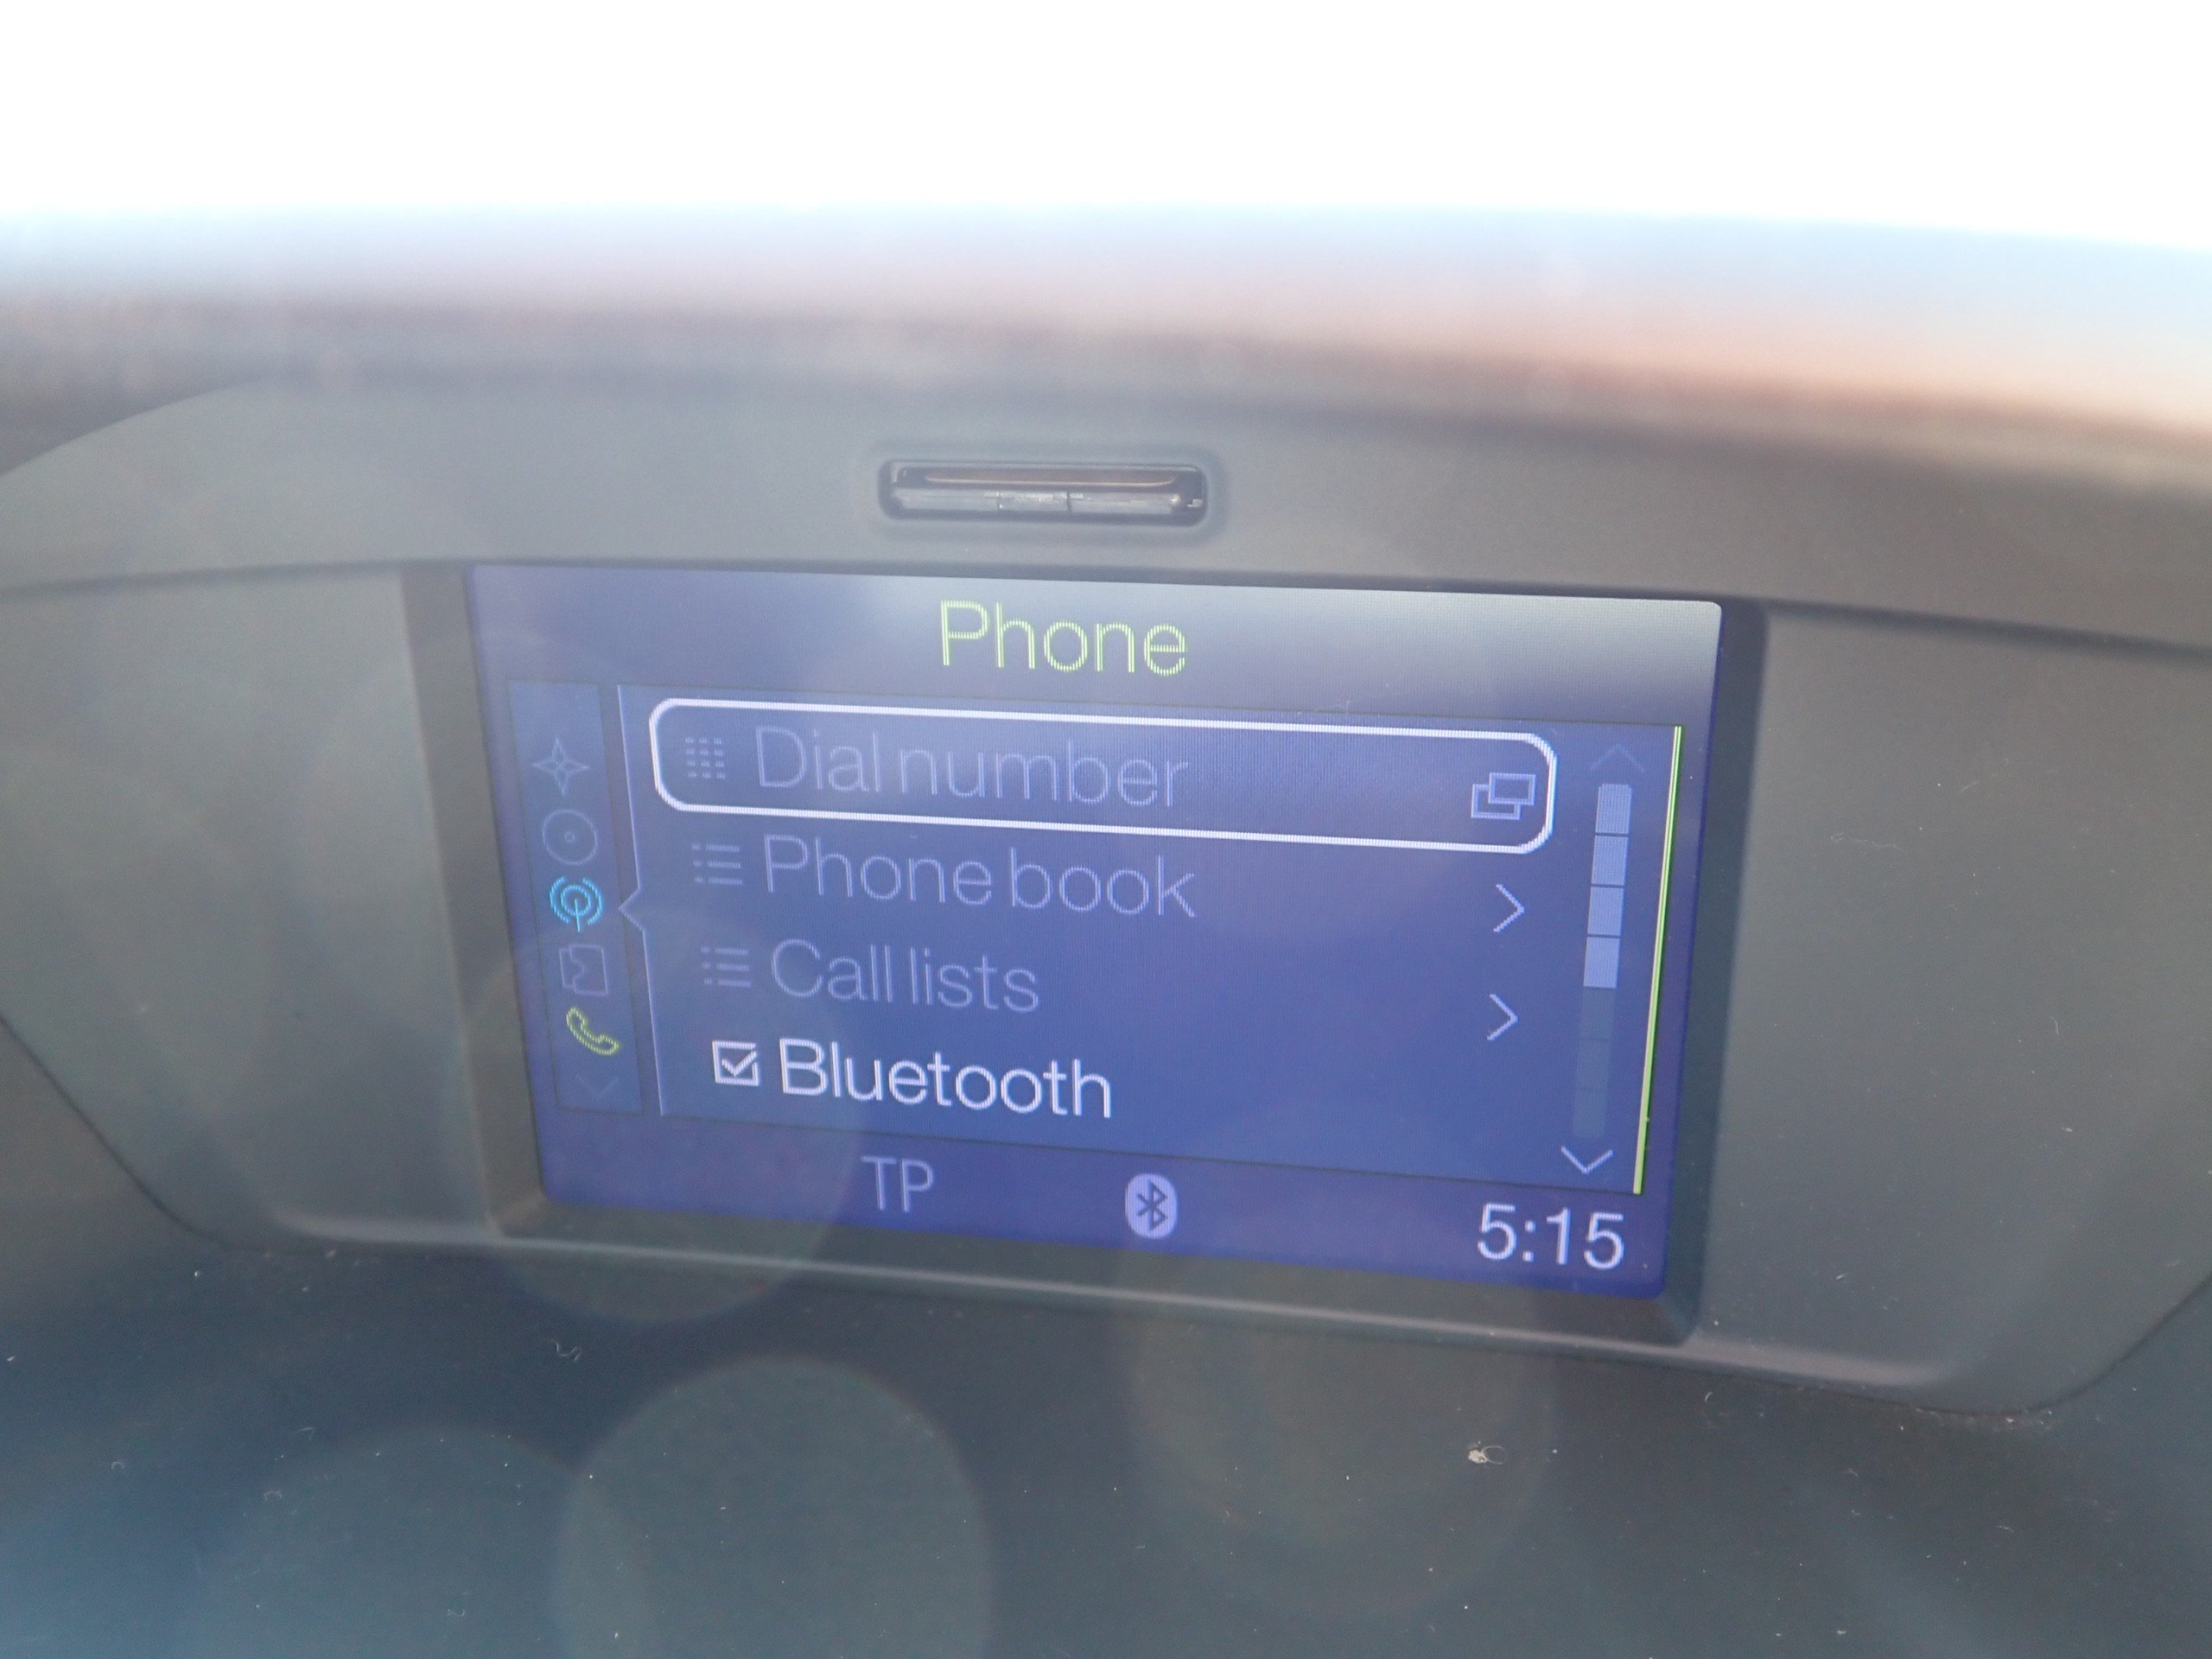 Phone
Dial number
Phone book
Call lists
Bluetooth
TP
5:15